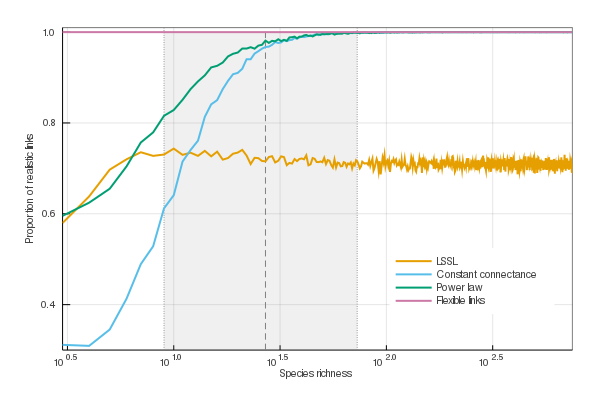 1.0
0.8
0.6
0.4
Proportion of realistic links
LSSL
Constant connectance
Power law
Flexible links
10^0.5 10^1.0 10^1.5 10^2.0 10^2.5
Species richness